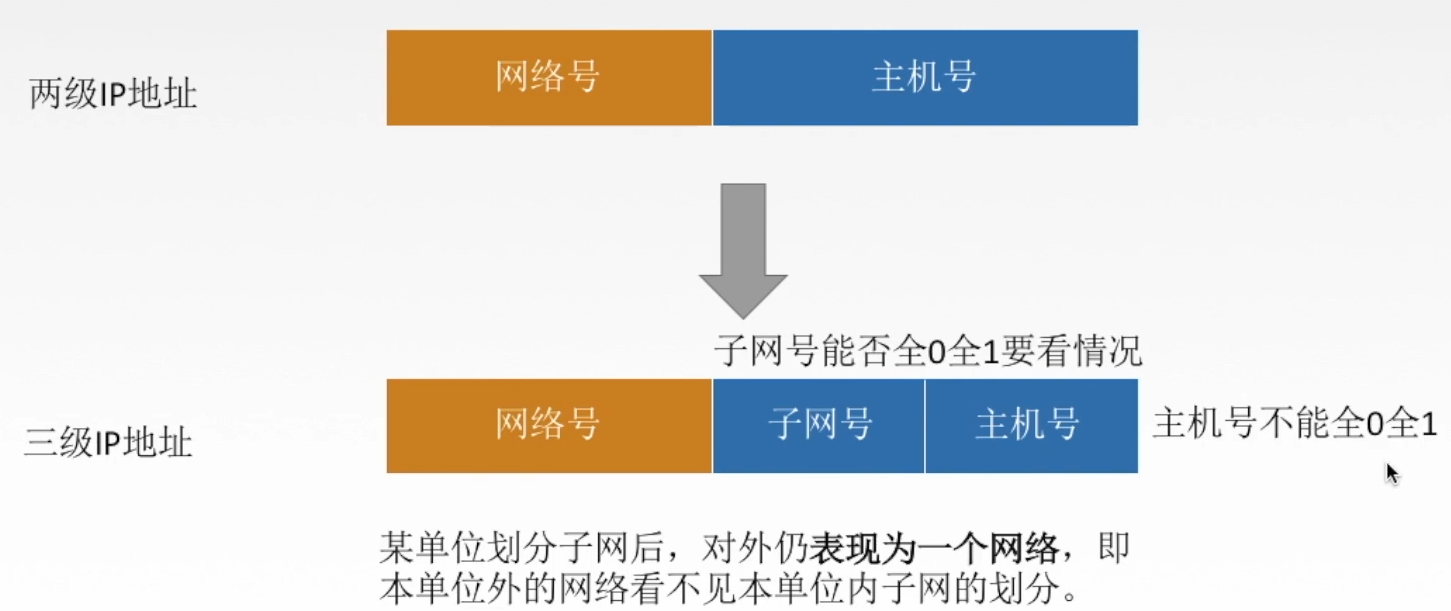 两级IP地址
网络号
主机号
子网号能否全0全1要看情况
三级IP地址
网络号
子网号
主机号
主机号不能全0全1
某单位划分子网后，对外仍表现为一个网络，即
本单位外的网络看不见本单位内子网的划分。